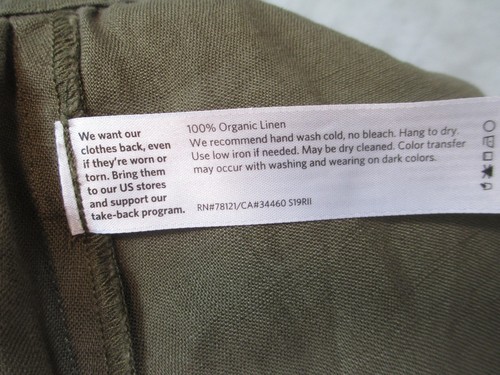 We want our
clothes back, even
if they're worn or
torn. Bring them
to our US stores
and support our
take-back program.
100% Organic Linen
We recommend hand wash cold, no bleach. Hang to dry.
Use low iron if needed. May be dry cleaned. Color transfer
may occur with washing and wearing on dark colors.
RN#78121/CA#34460 S19RII